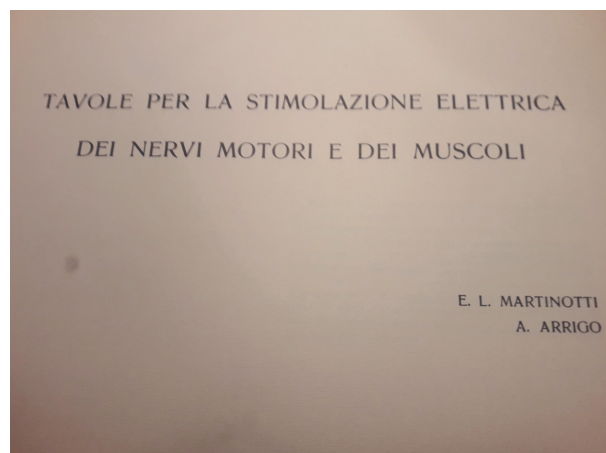 TAVOLE PER LA STIMOLAZIONE ELETTRICA
DEI NERVI MOTORI E DEI MUSCOLI
E. L. MARTINOTTI
A. ARRIGO